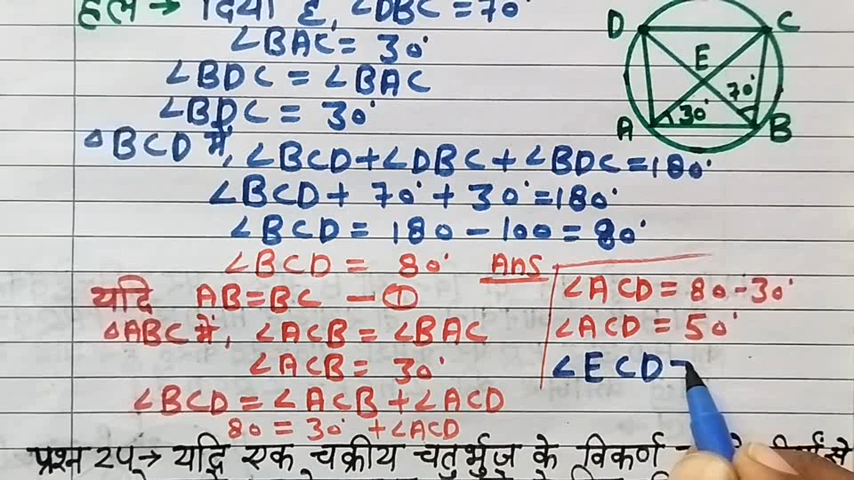 हल → दिया है, ∠DBC = 70°
∠BAC = 30°
∠BDC = ∠BAC
∠BDC = 30°
△BCD में, ∠BCD + ∠DBC + ∠BDC = 180°
∠BCD + 70° + 30° = 180°
∠BCD = 180 - 100 = 80°
∠BCD = 80° Ans
यदि AB = BC - ①
△ABC में, ∠ACB = ∠BAC
∠ACB = 30°
∠BCD = ∠ACB + ∠ACD
80 = 30° + ∠ACD
∠ACD = 80 - 30°
∠ACD = 50°
∠ECD =
D C
E
70°
30°
A B
प्रश्न 24 → यदि एक चक्रीय चतुर्भुज के विकर्ण